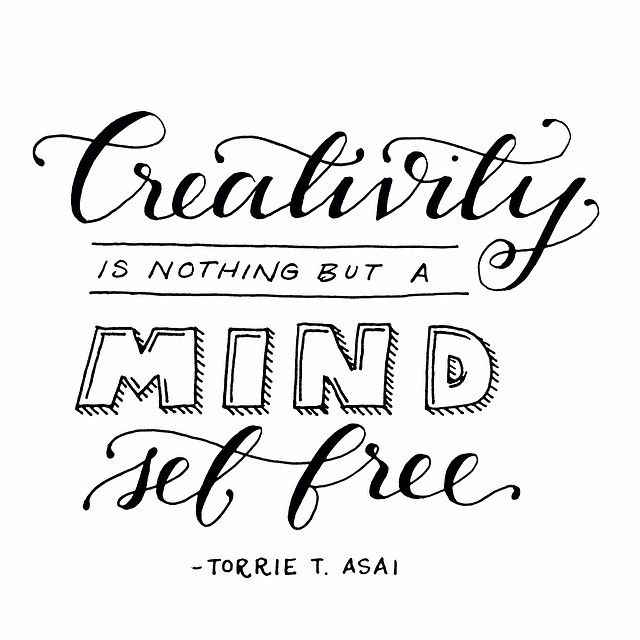 Creativity
IS NOTHING BUT A
MIND
set free
-TORRIE T. ASAI